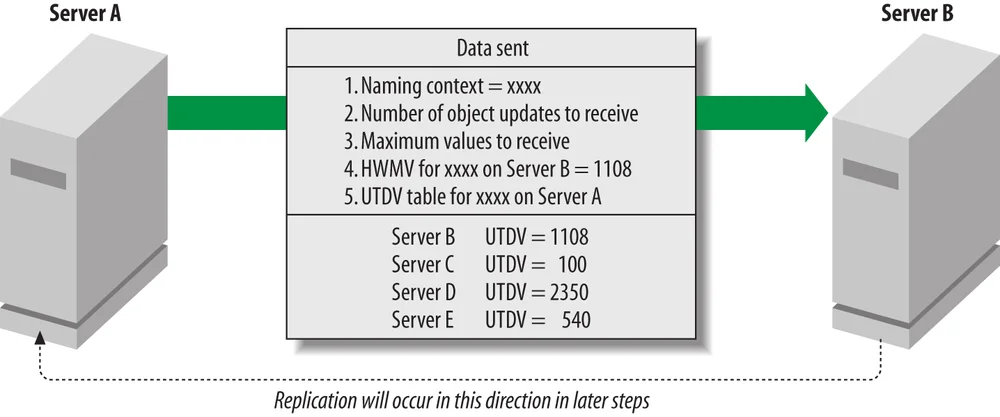 Server A
Server B
Data sent
1. Naming context = xxxx
2. Number of object updates to receive
3. Maximum values to receive
4. HWMV for xxxx on Server B = 1108
5. UTDV table for xxxx on Server A
Server B UTDV = 1108
Server C UTDV = 100
Server D UTDV = 2350
Server E UTDV = 540
Replication will occur in this direction in later steps